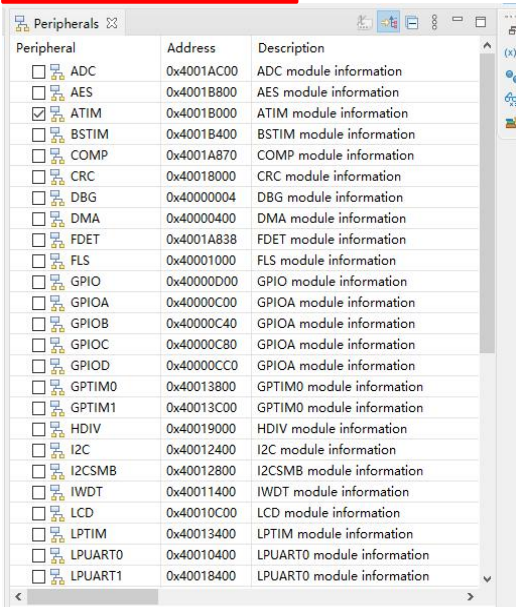 Peripherals
Peripheral Address Description
ADC 0x4001AC00 ADC module information
AES 0x4001B800 AES module information
ATIM 0x4001B000 ATIM module information
BSTIM 0x4001B400 BSTIM module information
COMP 0x4001A870 COMP module information
CRC 0x40018000 CRC module information
DBG 0x40000004 DBG module information
DMA 0x40000400 DMA module information
FDET 0x4001A838 FDET module information
FLS 0x40001000 FLS module information
GPIO 0x40000D00 GPIO module information
GPIOA 0x40000C00 GPIOA module information
GPIOB 0x40000C40 GPIOA module information
GPIOC 0x40000C80 GPIOA module information
GPIOD 0x40000CC0 GPIOA module information
GPTIM0 0x40013800 GPTIM0 module information
GPTIM1 0x40013C00 GPTIM0 module information
HDIV 0x40019000 HDIV module information
I2C 0x40012400 I2C module information
I2CSMB 0x40012800 I2CSMB module information
IWDT 0x40011400 IWDT module information
LCD 0x40010C00 LCD module information
LPTIM 0x40013400 LPTIM module information
LPUART0 0x40010400 LPUART0 module information
LPUART1 0x40018400 LPUART0 module information